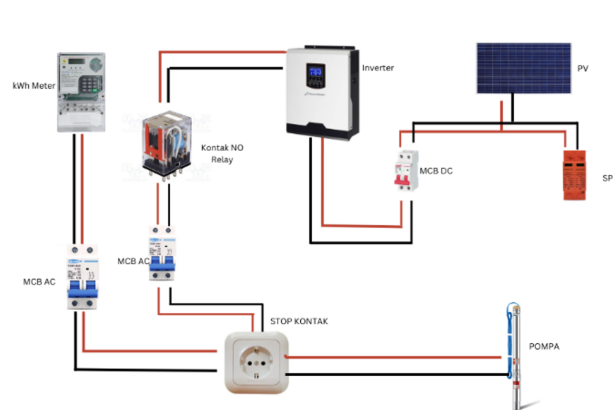 kWh Meter
Inverter
PV
Kontak NO
Relay
MCB DC
SP
MCB AC
MCB AC
STOP KONTAK
POMPA